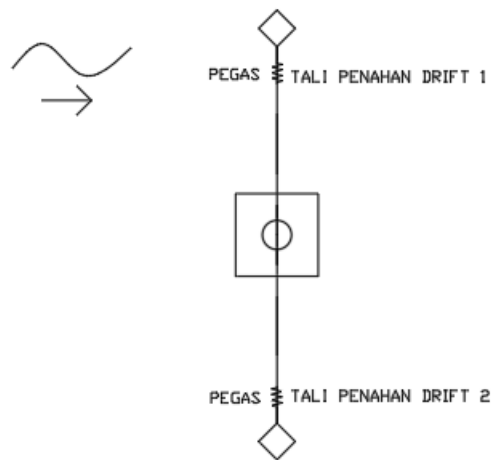 PEGAS TALI PENAHAN DRIFT 1
PEGAS TALI PENAHAN DRIFT 2